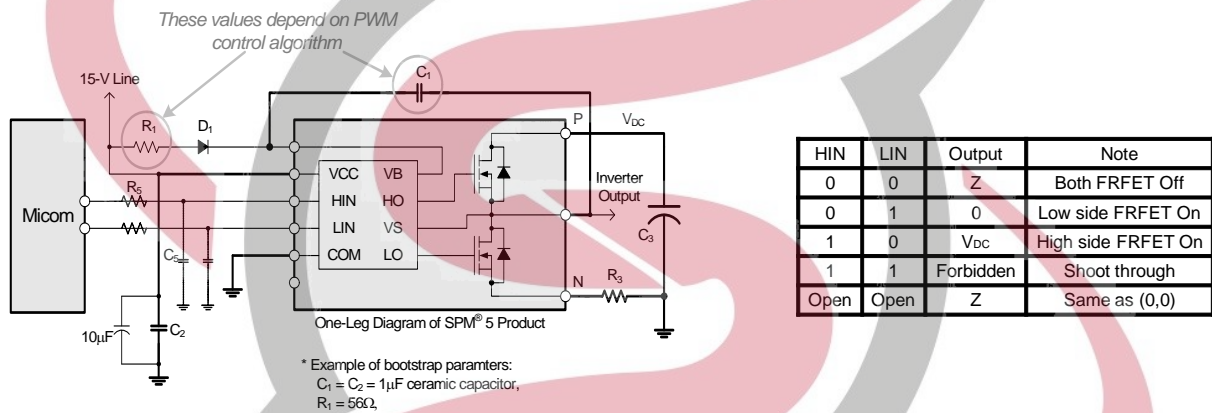 These values depend on PWM
control algorithm
15-V Line
R1
D1
C1
P
VDC
Micom
R5
C5
VCC
VB
HIN
HO
LIN
VS
COM
LO
Inverter
Output
C3
N
R3
10μF
C2
One-Leg Diagram of SPM® 5 Product
* Example of bootstrap paramters:
C1 = C2 = 1μF ceramic capacitor,
R1 = 56Ω,
HIN LIN Output Note
0 0 Z Both FRFET Off
0 1 0 Low side FRFET On
1 0 VDC High side FRFET On
1 1 Forbidden Shoot through
Open Open Z Same as (0,0)